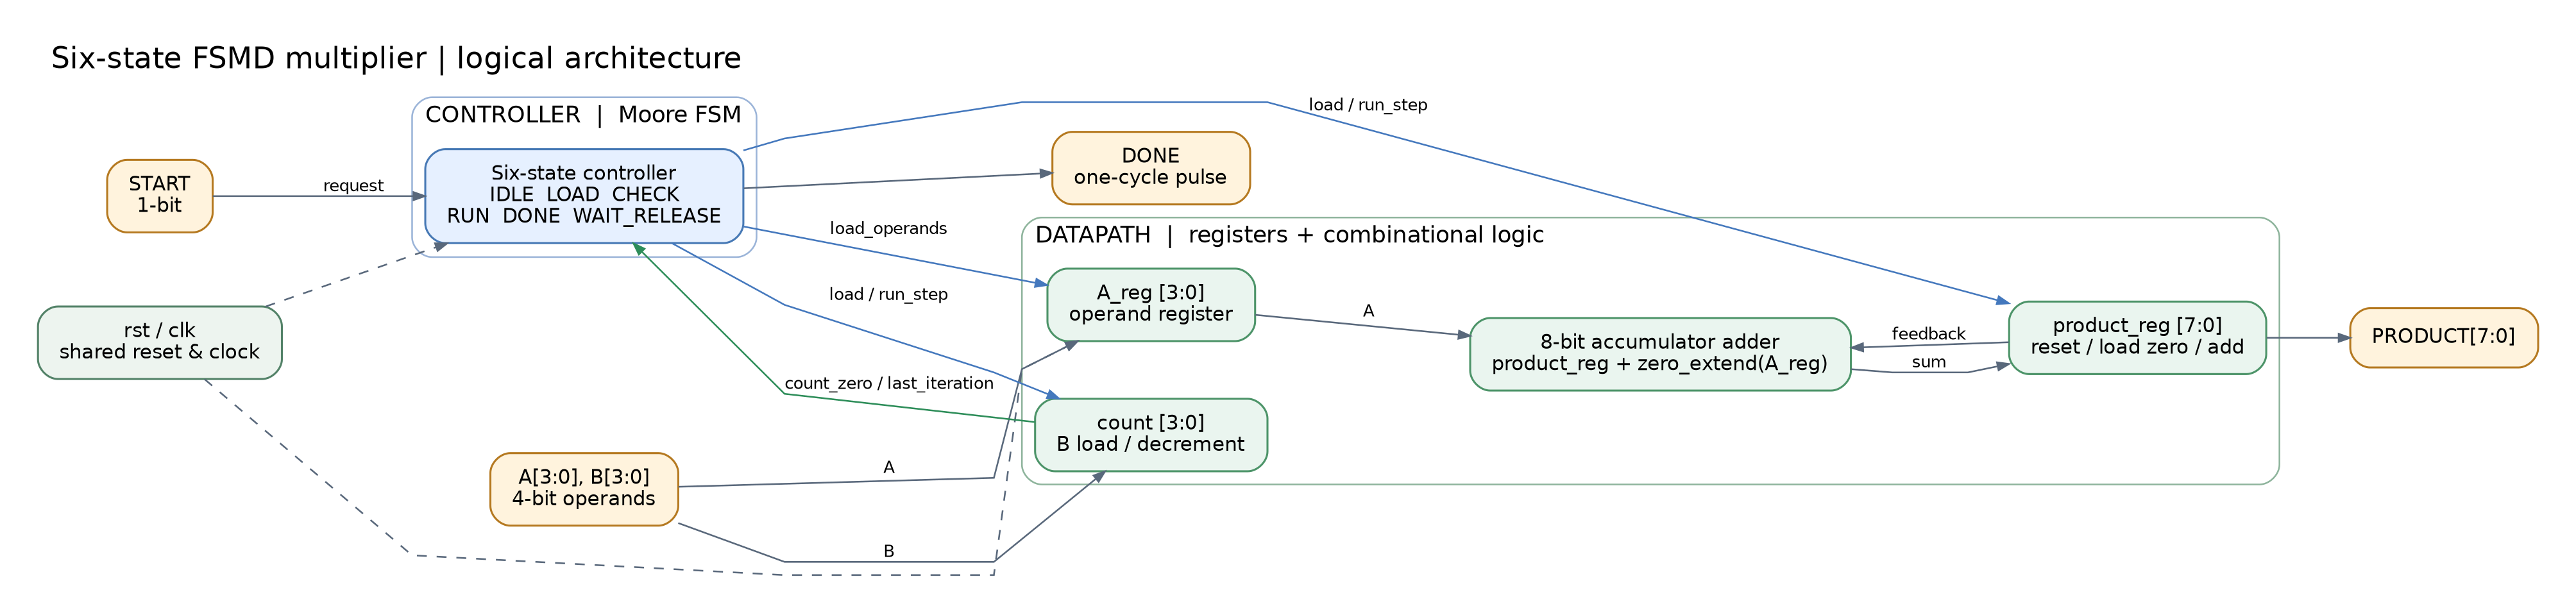 Six-state FSMD multiplier | logical architecture
CONTROLLER | Moore FSM
Six-state controller
IDLE LOAD CHECK
RUN DONE WAIT_RELEASE
START
1-bit
request
rst / clk
shared reset & clock
A[3:0], B[3:0]
4-bit operands
DONE
one-cycle pulse
load / run_step
load_operands
load / run_step
count_zero / last_iteration
A
B
DATAPATH | registers + combinational logic
A_reg [3:0]
operand register
count [3:0]
B load / decrement
A
8-bit accumulator adder
product_reg + zero_extend(A_reg)
feedback
sum
product_reg [7:0]
reset / load zero / add
PRODUCT[7:0]